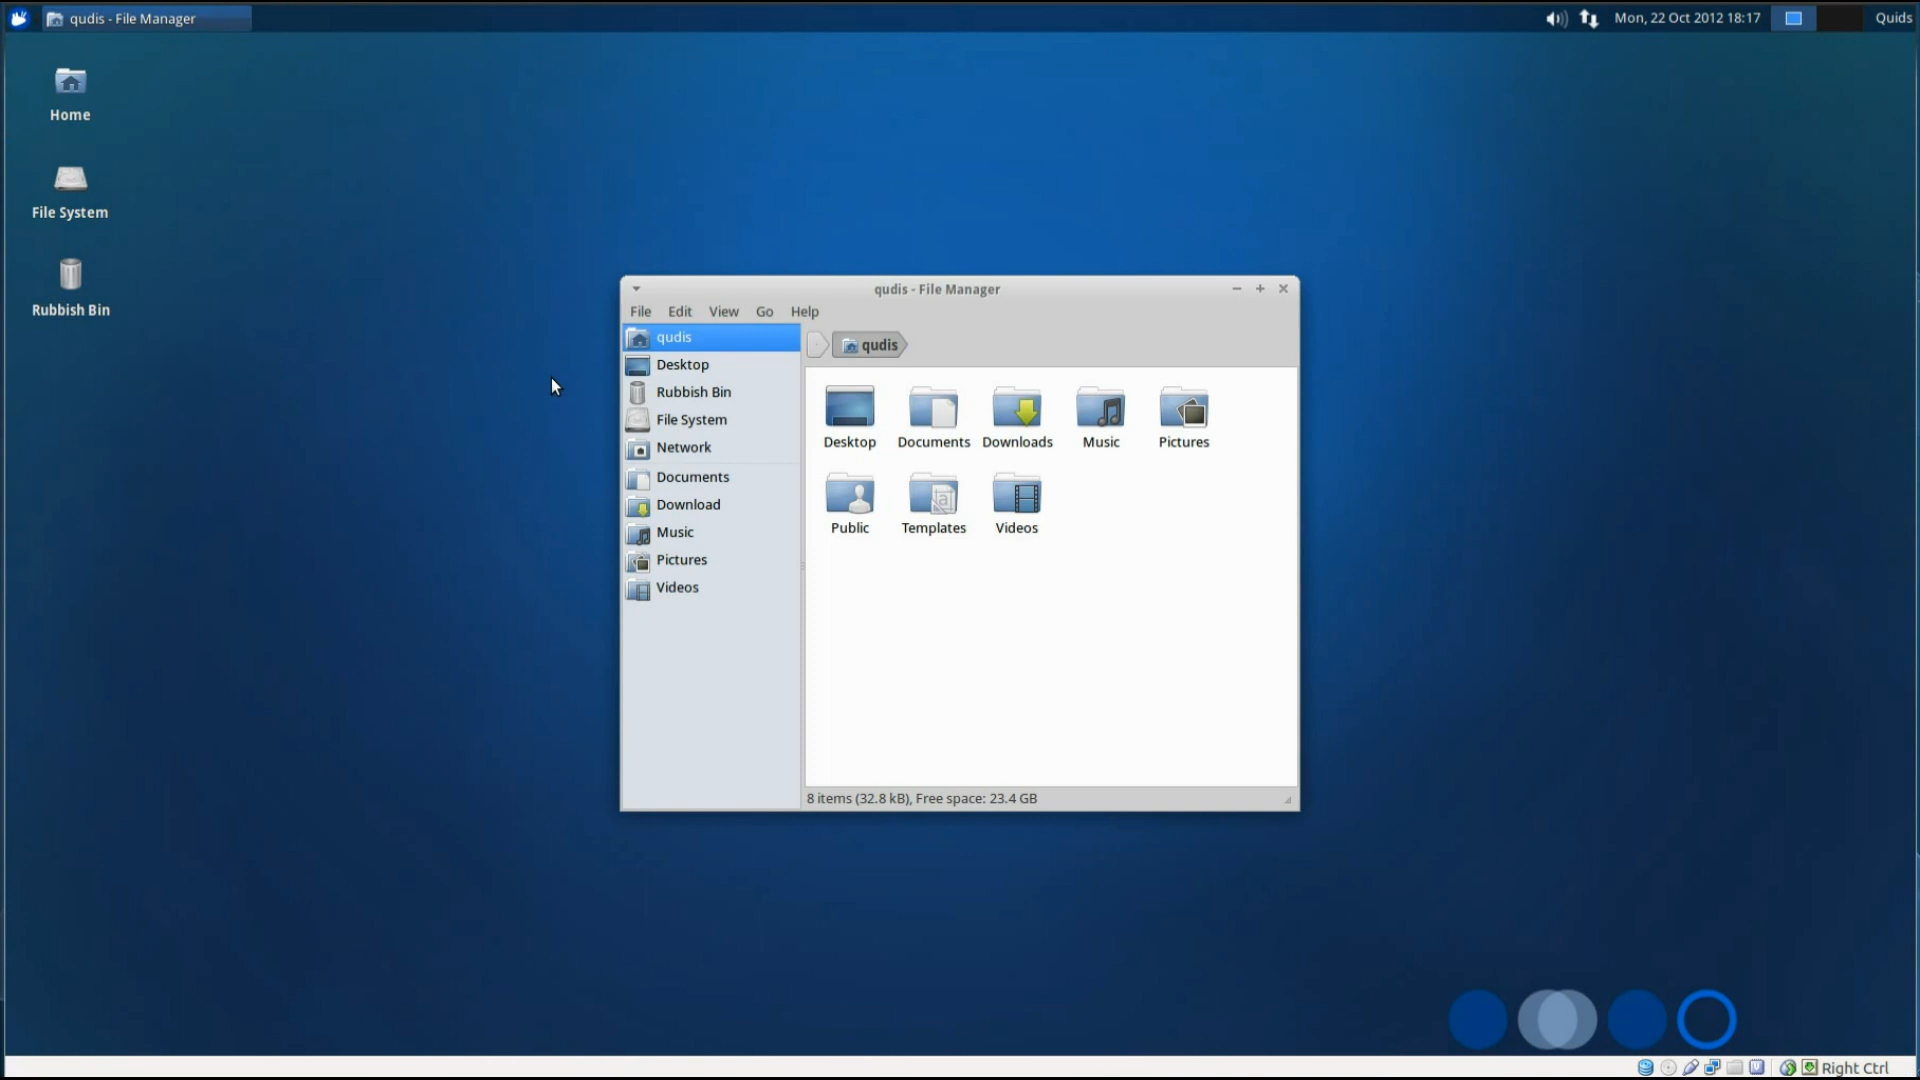 qudis - File Manager
Mon, 22 Oct 2012 18:17
Quids
Home
File System
Rubbish Bin
qudis - File Manager
File Edit View Go Help
qudis
Desktop
Rubbish Bin
File System
Network
Documents
Download
Music
Pictures
Videos
qudis
Desktop Documents Downloads Music Pictures
Public Templates Videos
8 items (32.8 kB), Free space: 23.4 GB
Right Ctrl